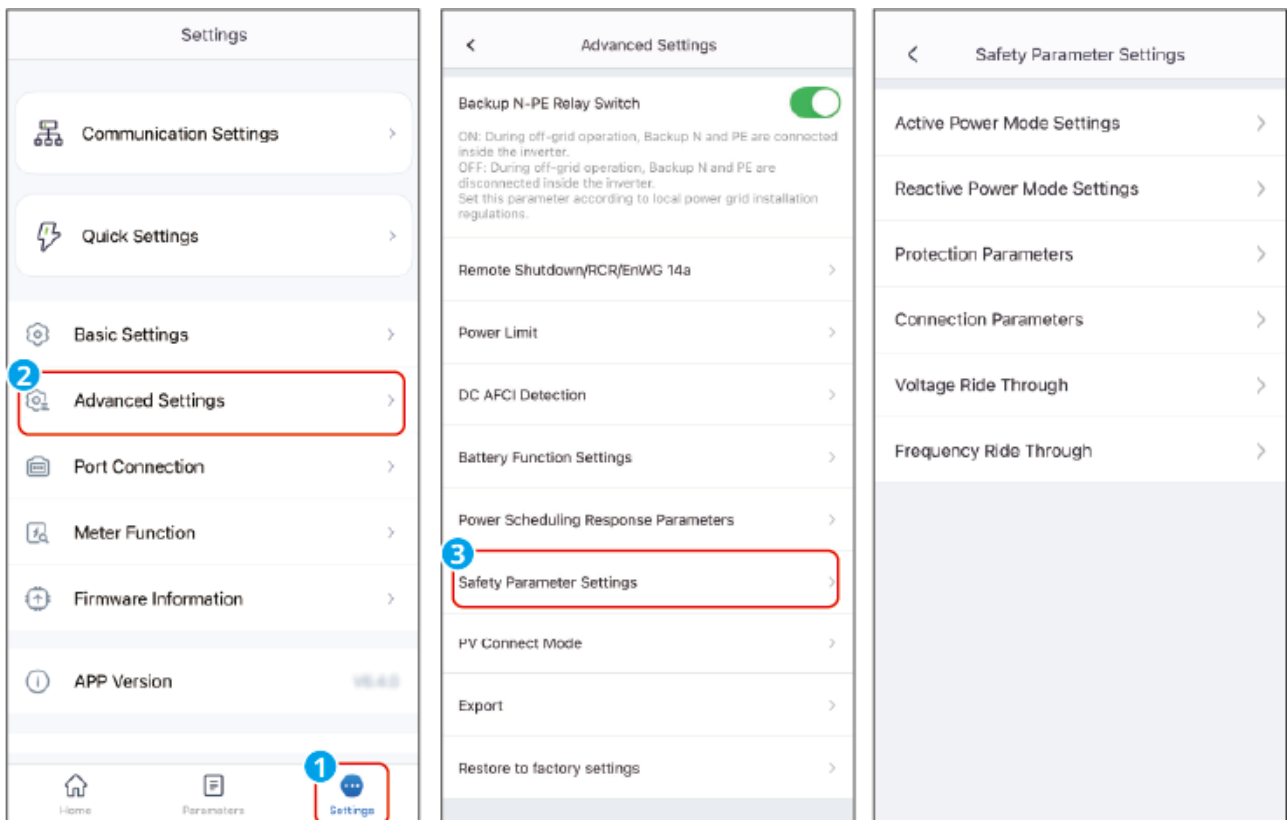 Settings
Communication Settings
Quick Settings
Basic Settings
2
Advanced Settings
Port Connection
Meter Function
Firmware Information
APP Version
V6.4.0
1
Home
Parameters
Settings
Advanced Settings
Backup N-PE Relay Switch
ON: During off-grid operation, Backup N and PE are connected
inside the inverter.
OFF: During off-grid operation, Backup N and PE are
disconnected inside the inverter.
Set this parameter according to local power grid installation
regulations.
Remote Shutdown/RCR/EnWG 14a
Power Limit
DC AFCI Detection
Battery Function Settings
Power Scheduling Response Parameters
3
Safety Parameter Settings
PV Connect Mode
Export
Restore to factory settings
Safety Parameter Settings
Active Power Mode Settings
Reactive Power Mode Settings
Protection Parameters
Connection Parameters
Voltage Ride Through
Frequency Ride Through